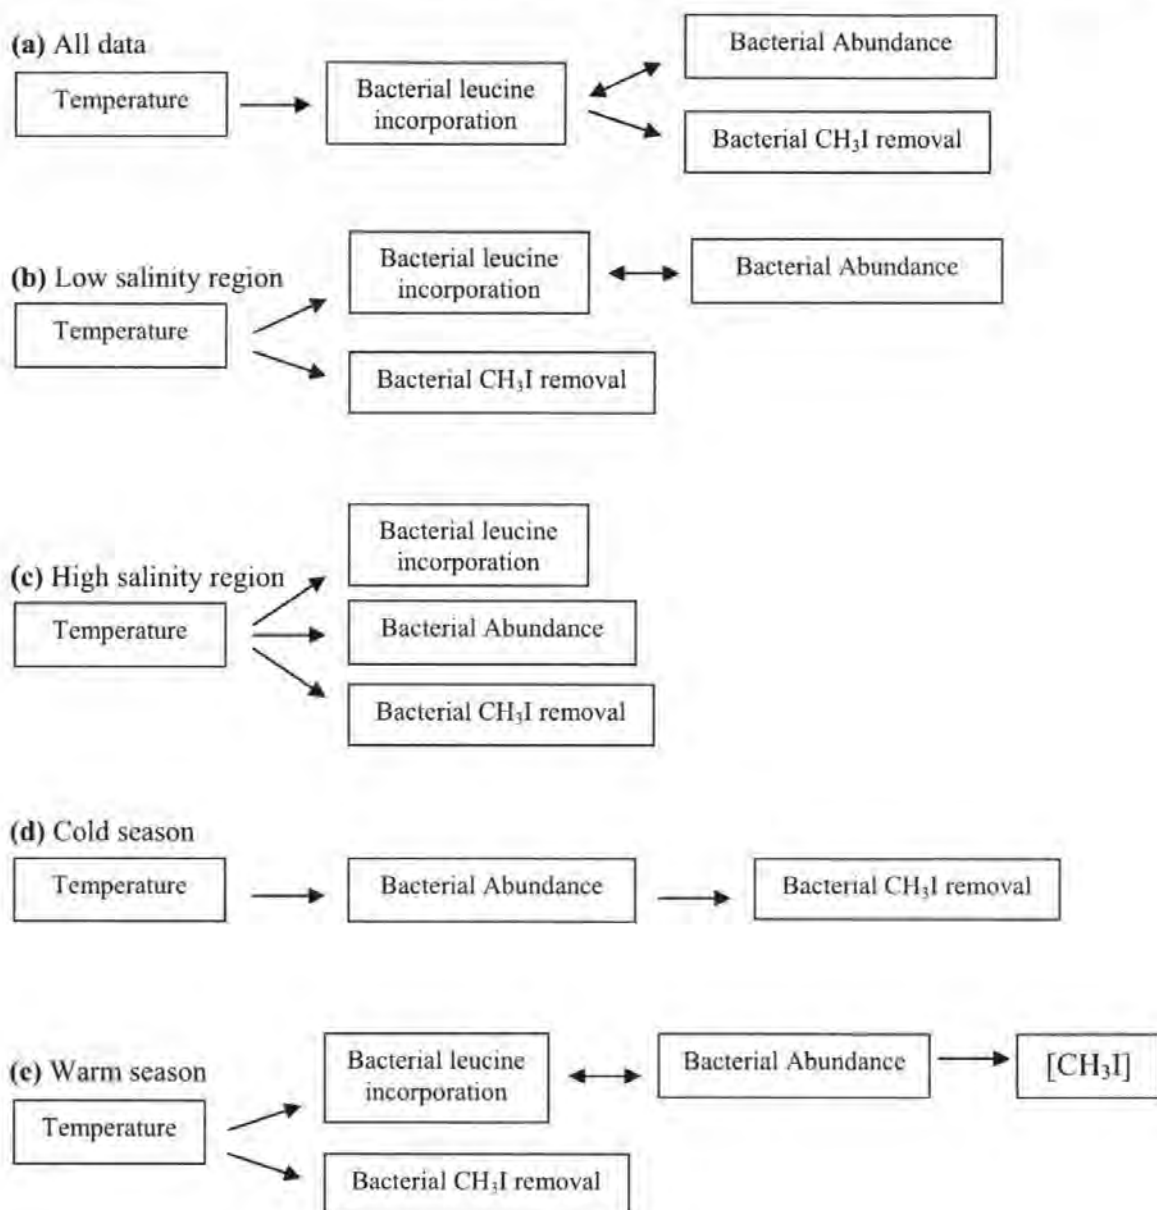 (a) All data
Temperature
Bacterial leucine
incorporation
Bacterial Abundance
Bacterial CH₃I removal
(b) Low salinity region
Temperature
Bacterial leucine
incorporation
Bacterial Abundance
Bacterial CH₃I removal
(c) High salinity region
Temperature
Bacterial leucine
incorporation
Bacterial Abundance
Bacterial CH₃I removal
(d) Cold season
Temperature
Bacterial Abundance
Bacterial CH₃I removal
(e) Warm season
Temperature
Bacterial leucine
incorporation
Bacterial Abundance
[CH₃I]
Bacterial CH₃I removal